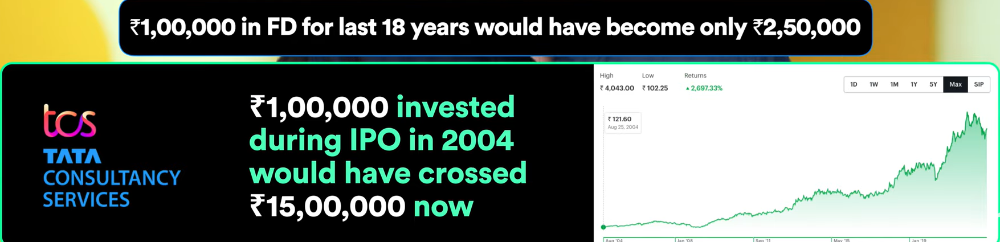 ₹1,00,000 in FD for last 18 years would have become only ₹2,50,000
tcs
TATA
CONSULTANCY
SERVICES
₹1,00,000 invested
during IPO in 2004
would have crossed
₹15,00,000 now
High Low Returns
₹ 4,043.00 ₹ 102.25 ▲ 2,697.33%
1D 1W 1M 1Y 5Y Max SIP
₹ 121.60
Aug 25, 2004
Aug '04 Jan '08 Sep '11 May '15 Jan '19